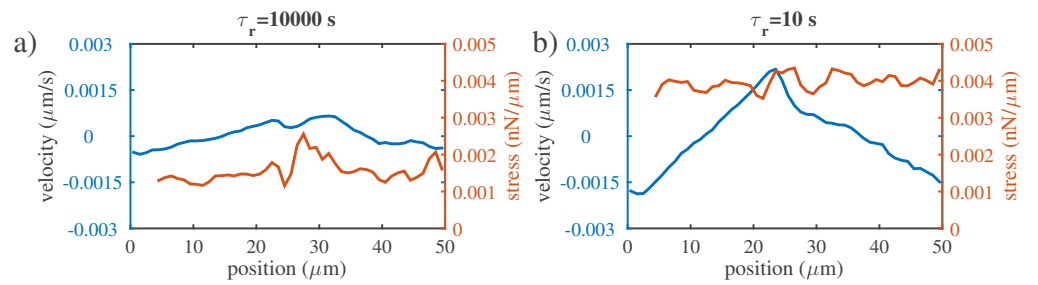 τr=10000 s
a)
velocity (μm/s)
0.003
0.0015
0
-0.0015
-0.003
0 10 20 30 40 50
position (μm)
0.005
0.004
0.003
0.002
0.001
0
stress (nN/μm)
τr=10 s
b)
velocity (μm/s)
0.003
0.0015
0
-0.0015
-0.003
0 10 20 30 40 50
position (μm)
0.005
0.004
0.003
0.002
0.001
0
stress (nN/μm)